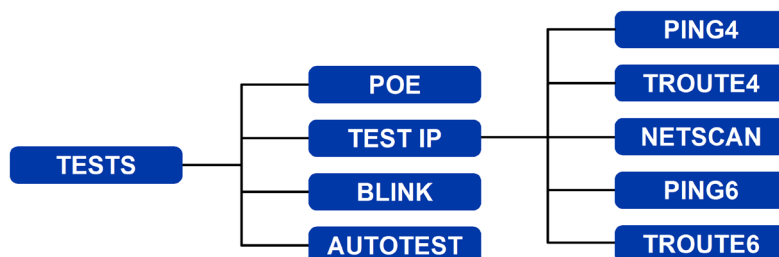 TESTS
POE
TEST IP
BLINK
AUTOTEST
PING4
TROUTE4
NETSCAN
PING6
TROUTE6